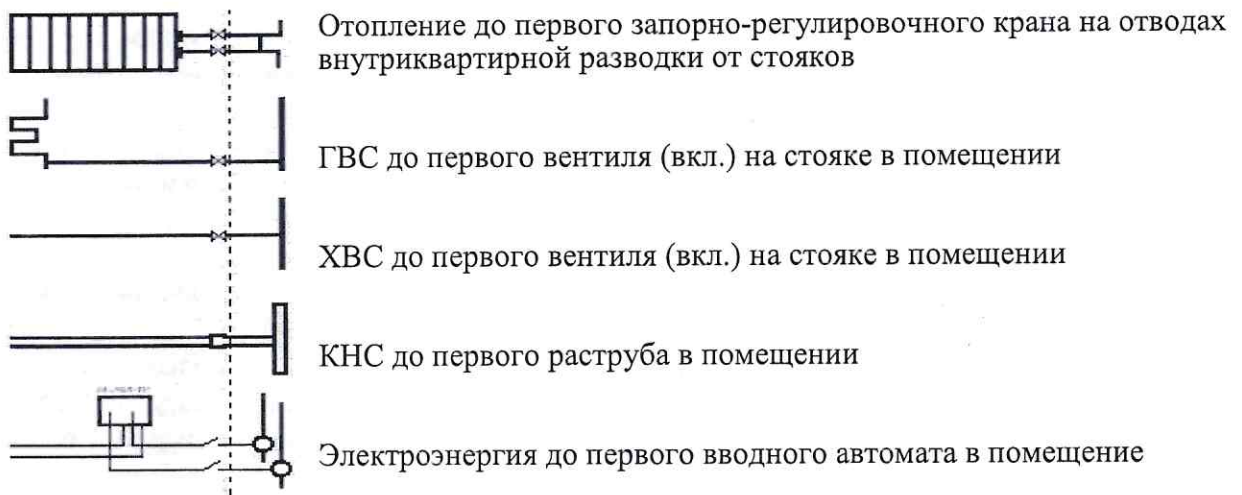 Отопление до первого запорно-регулировочного крана на отводах
внутриквартирной разводки от стояков
ГВС до первого вентиля (вкл.) на стояке в помещении
ХВС до первого вентиля (вкл.) на стояке в помещении
КНС до первого раструба в помещении
Электроэнергия до первого вводного автомата в помещение